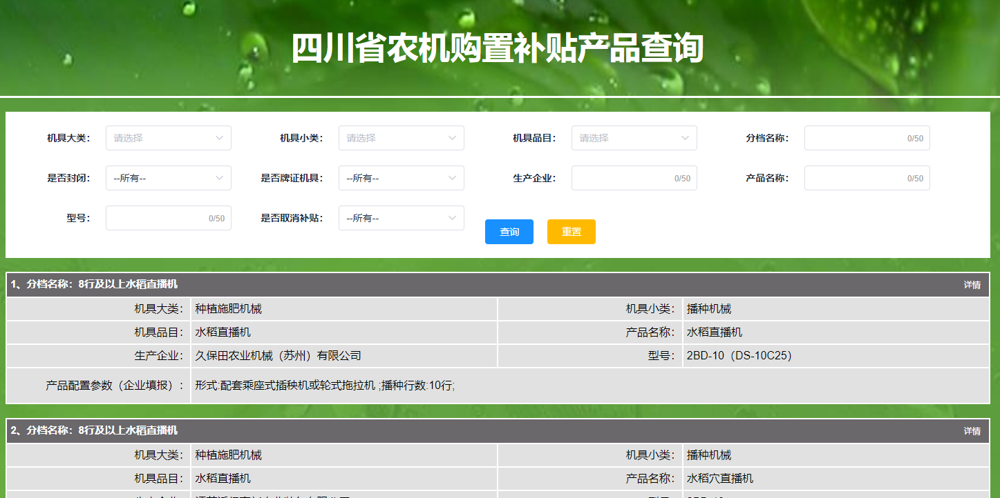 四川省农机购置补贴产品查询
机具大类： 请选择 机具小类： 请选择 机具品目： 请选择 分档名称： 0/50
是否封闭： --所有-- 是否牌证机具： --所有-- 生产企业： 0/50 产品名称： 0/50
型号： 0/50 是否取消补贴： --所有-- 查询 重置
1、分档名称：8行及以上水稻直播机 详情
机具大类： 种植施肥机械 机具小类： 播种机械
机具品目： 水稻直播机 产品名称： 水稻直播机
生产企业： 久保田农业机械（苏州）有限公司 型号： 2BD-10（DS-10C25）
产品配置参数（企业填报）： 形式:配套乘座式插秧机或轮式拖拉机 ;播种行数:10行;
2、分档名称：8行及以上水稻直播机 详情
机具大类： 种植施肥机械 机具小类： 播种机械
机具品目： 水稻直播机 产品名称： 水稻穴直播机